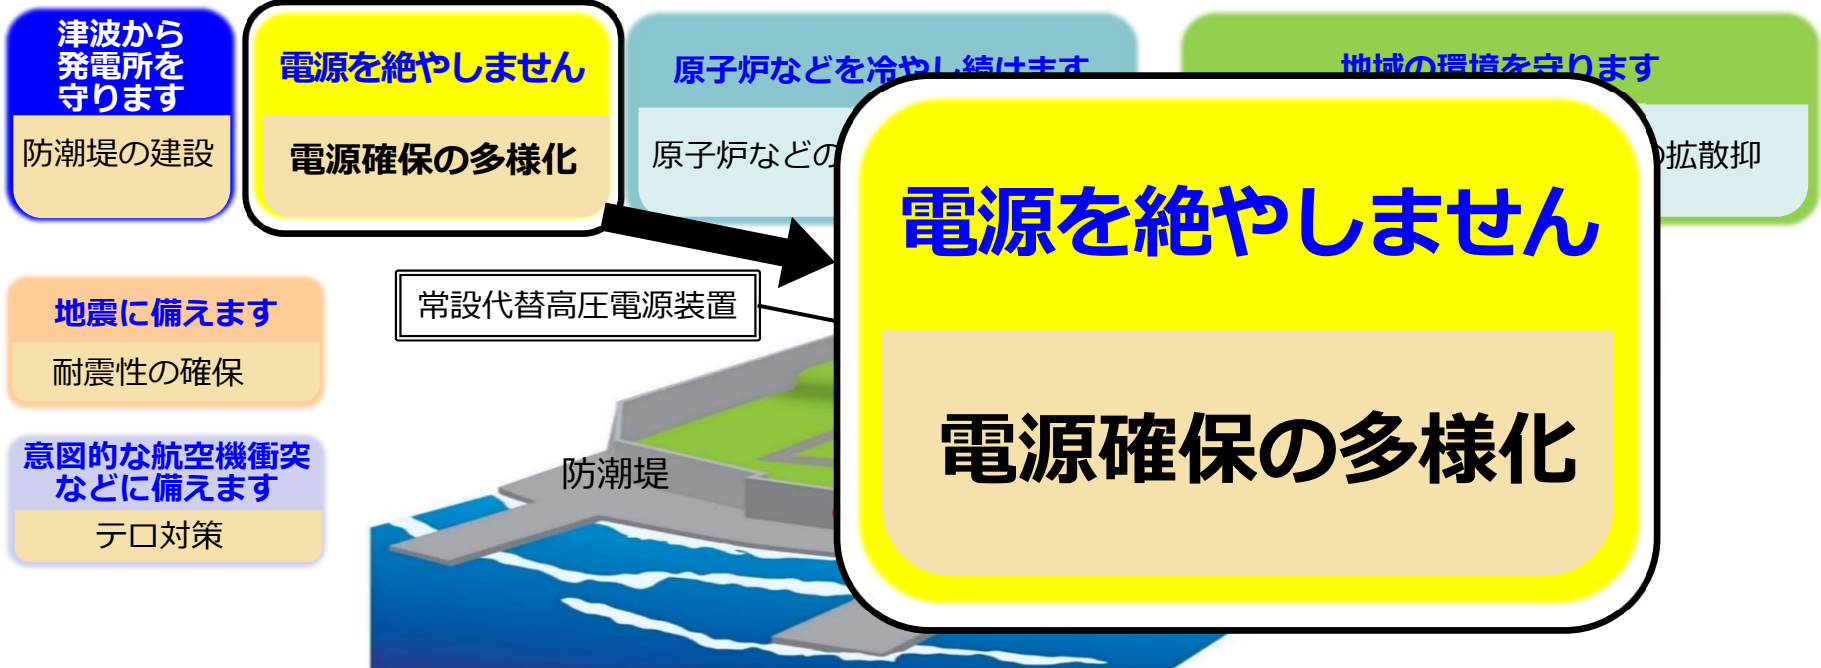 津波から
発電所を
守ります
防潮堤の建設
電源を絶やしません
電源確保の多様化
原子炉などを冷やし続けます
原子炉などの
地域の環境を守ります
拡散抑
電源を絶やしません
電源確保の多様化
常設代替高圧電源装置
地震に備えます
耐震性の確保
意図的な航空機衝突
などに備えます
テロ対策
防潮堤